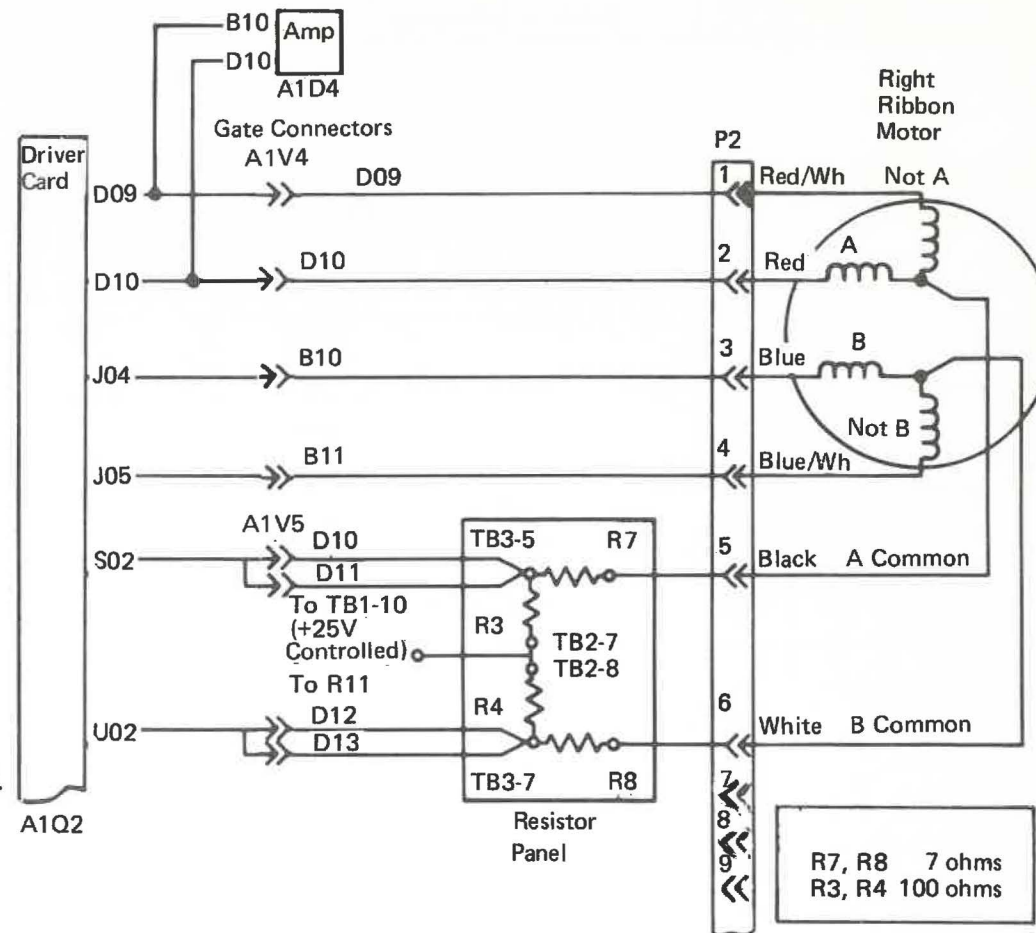 B10
Amp
D10
A1D4
Right
Ribbon
Motor
Gate Connectors
A1V4
P2
Driver
Card
D09
D09
1
Red/Wh
Not A
D10
D10
2
Red
A
J04
B10
3
Blue
B
Not B
J05
B11
4
Blue/Wh
A1V5
S02
D10
D11
TB3-5
R7
5
Black
A Common
To TB1-10
(+25V
Controlled)
R3
TB2-7
TB2-8
To R11
R4
6
U02
D12
D13
White
B Common
TB3-7
R8
7
8
9
A1Q2
Resistor
Panel
R7, R8 7 ohms
R3, R4 100 ohms